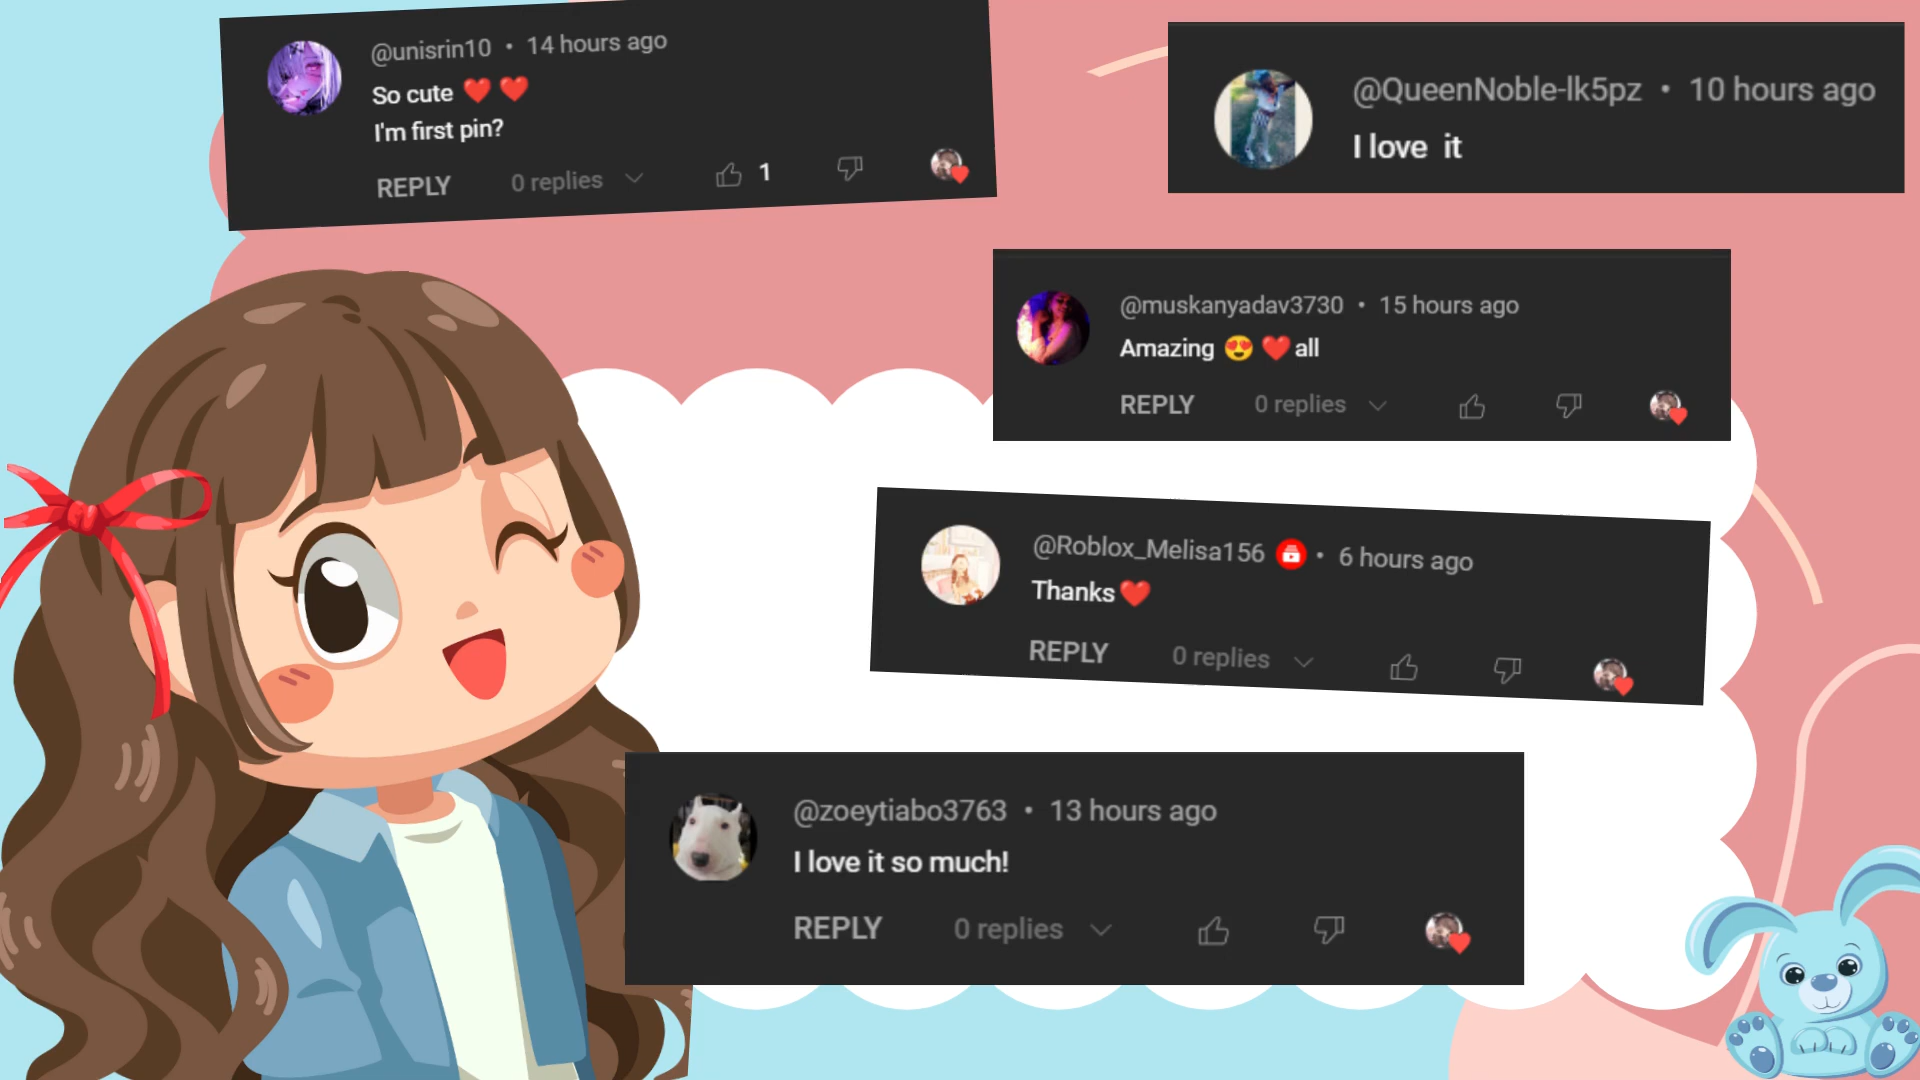 @unisrin10 • 14 hours ago
So cute ❤️ ❤️
I'm first pin?
REPLY 0 replies 1
@QueenNoble-lk5pz • 10 hours ago
I love it
@muskanyadav3730 • 15 hours ago
Amazing 😍 ❤️ all
REPLY 0 replies
@Roblox_Melisa156 • 6 hours ago
Thanks ❤️
REPLY 0 replies
@zoeytiabo3763 • 13 hours ago
I love it so much!
REPLY 0 replies